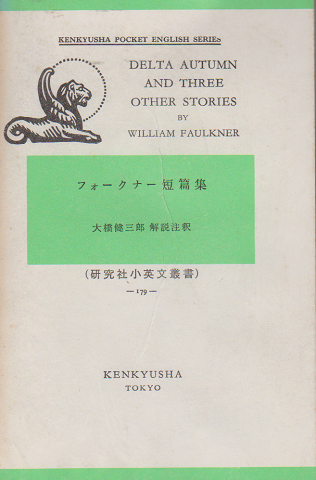 KENKYUSHA POCKET ENGLISH SERIES
DELTA AUTUMN
AND THREE
OTHER STORIES
BY
WILLIAM FAULKNER
フォークナー短篇集
大橋健三郎 解説注釈
(研究社小英文叢書)
—179—
KENKYUSHA
TOKYO